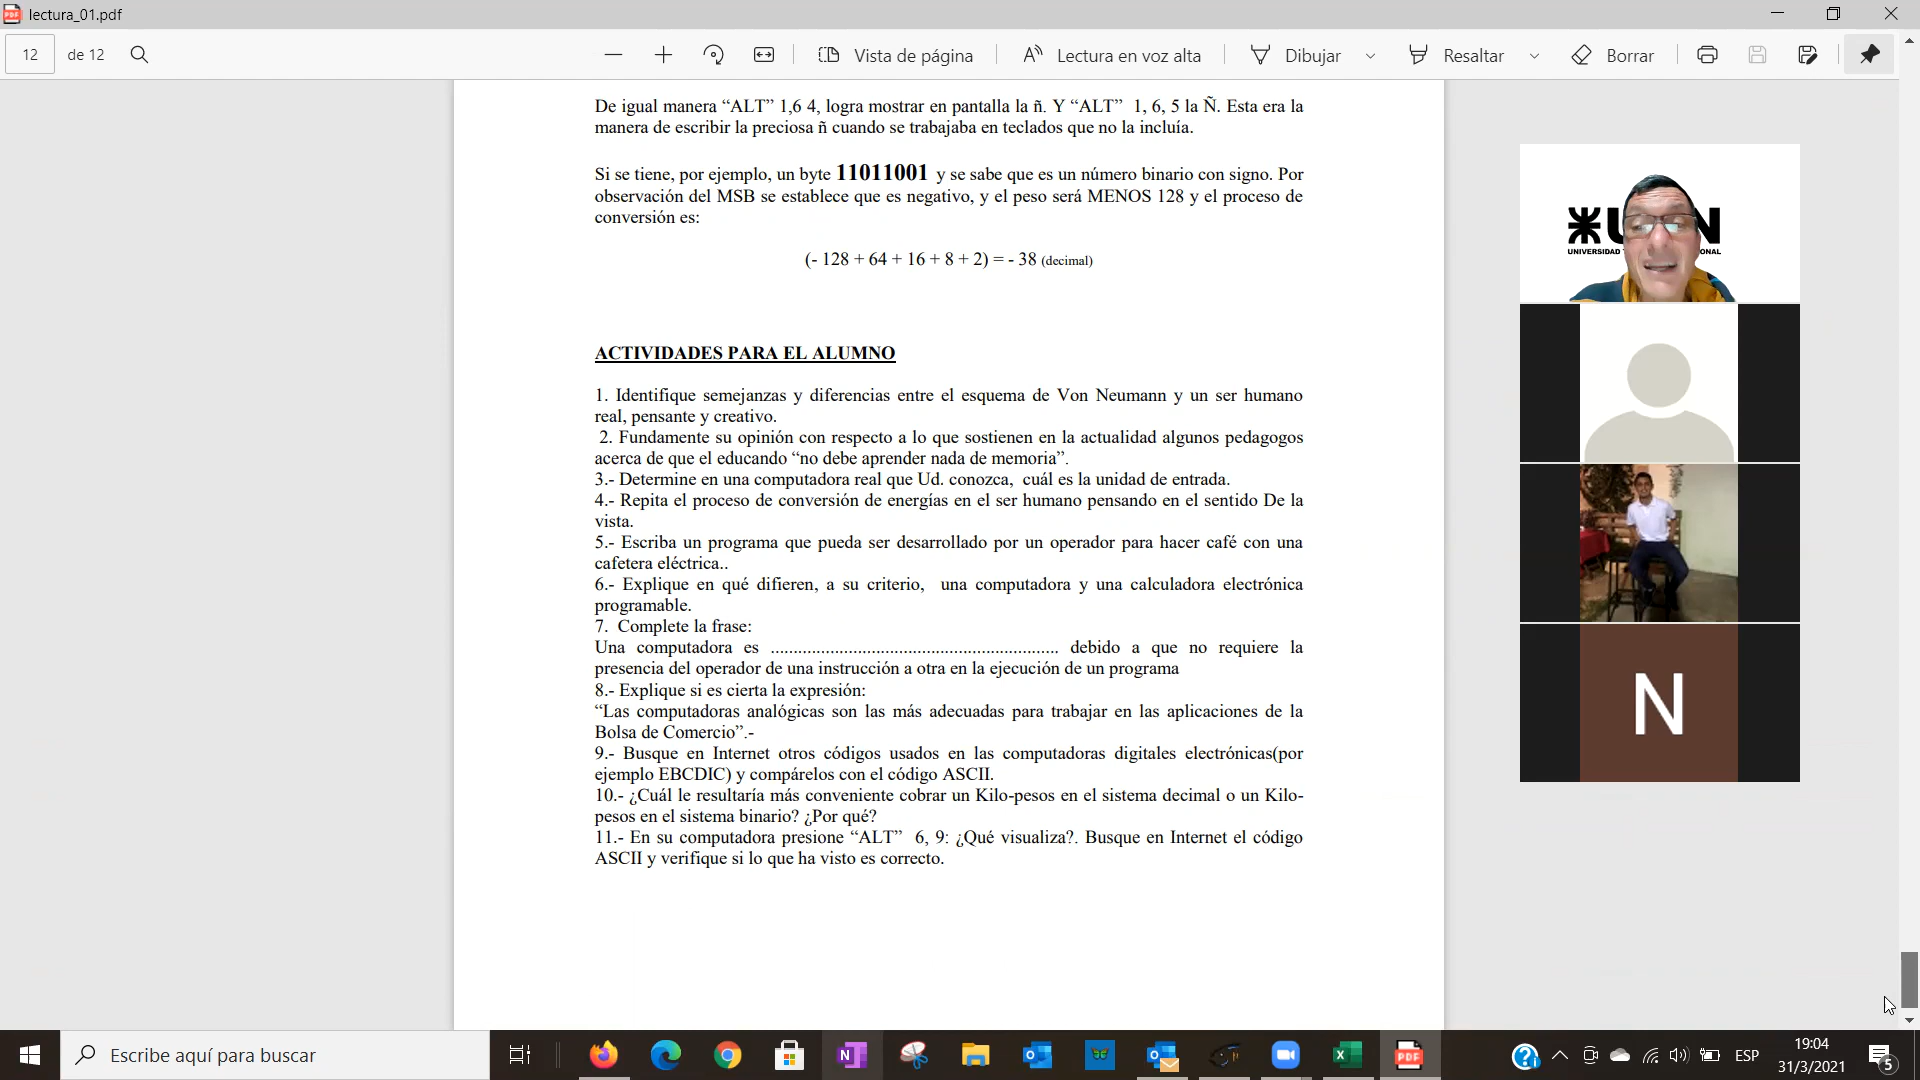 lectura_01.pdf
12 de 12 Vista de página Lectura en voz alta Dibujar Resaltar Borrar
De igual manera “ALT” 1,6 4, logra mostrar en pantalla la ñ. Y “ALT” 1, 6, 5 la Ñ. Esta era la
manera de escribir la preciosa ñ cuando se trabajaba en teclados que no la incluía.
Si se tiene, por ejemplo, un byte 11011001 y se sabe que es un número binario con signo. Por
observación del MSB se establece que es negativo, y el peso será MENOS 128 y el proceso de
conversión es:
(- 128 + 64 + 16 + 8 + 2) = - 38 (decimal)
ACTIVIDADES PARA EL ALUMNO
1. Identifique semejanzas y diferencias entre el esquema de Von Neumann y un ser humano
real, pensante y creativo.
2. Fundamente su opinión con respecto a lo que sostienen en la actualidad algunos pedagogos
acerca de que el educando “no debe aprender nada de memoria”.
3.- Determine en una computadora real que Ud. conozca, cuál es la unidad de entrada.
4.- Repita el proceso de conversión de energías en el ser humano pensando en el sentido De la
vista.
5.- Escriba un programa que pueda ser desarrollado por un operador para hacer café con una
cafetera eléctrica..
6.- Explique en qué difieren, a su criterio, una computadora y una calculadora electrónica
programable.
7. Complete la frase:
Una computadora es ............................................................... debido a que no requiere la
presencia del operador de una instrucción a otra en la ejecución de un programa
8.- Explique si es cierta la expresión:
“Las computadoras analógicas son las más adecuadas para trabajar en las aplicaciones de la
Bolsa de Comercio”.-
9.- Busque en Internet otros códigos usados en las computadoras digitales electrónicas(por
ejemplo EBCDIC) y compárelos con el código ASCII.
10.- ¿Cuál le resultaría más conveniente cobrar un Kilo-pesos en el sistema decimal o un Kilo-
pesos en el sistema binario? ¿Por qué?
11.- En su computadora presione “ALT” 6, 9: ¿Qué visualiza?. Busque en Internet el código
ASCII y verifique si lo que ha visto es correcto.
UNIVERSIDAD
N
Escribe aquí para buscar
ESP
19:04
31/3/2021
5